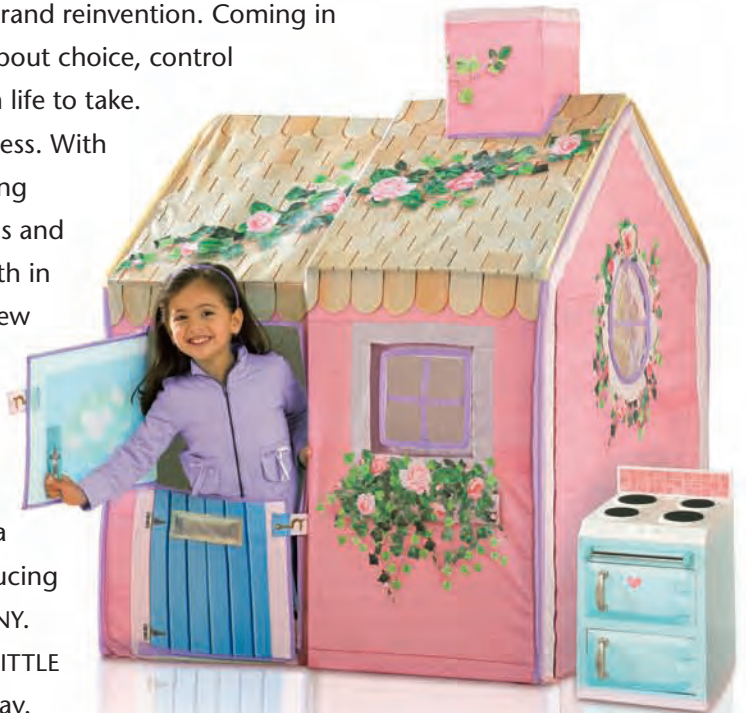 rand reinvention. Coming in
bout choice, control
life to take.
ess. With
ng
s and
th in
ew
a
ucing
NY.
ITTLE
ay.